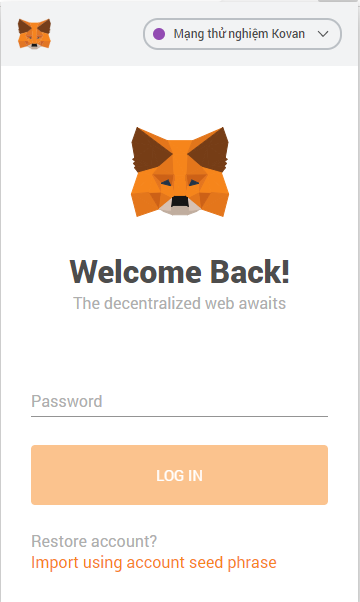 Mạng thử nghiệm Kovan
Welcome Back!
The decentralized web awaits
Password
LOG IN
Restore account?
Import using account seed phrase